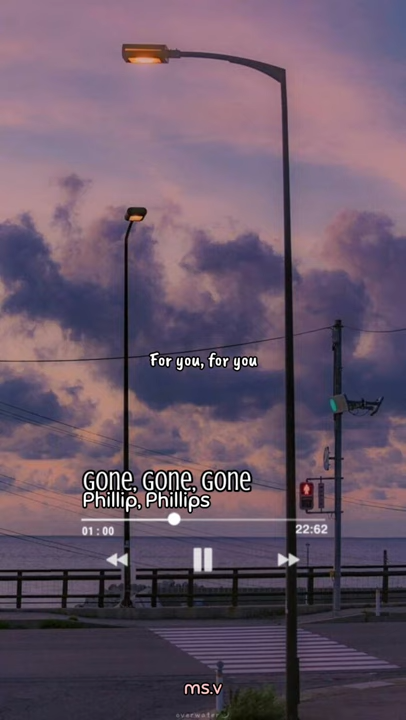 For you, for you
Gone, Gone, Gone
Phillip, Phillips
01:00
22:62
ms.v